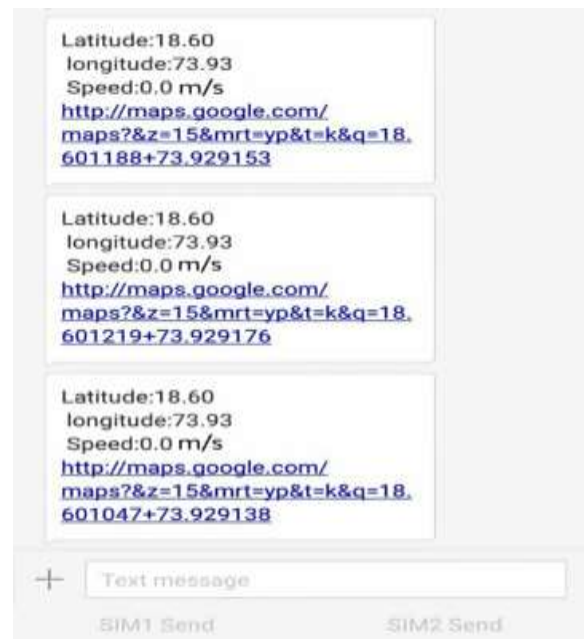 Latitude:18.60
longitude:73.93
Speed:0.0 m/s
http://maps.google.com/
maps?&z=15&mrt=yp&t=k&q=18.
601188+73.929153
Latitude:18.60
longitude:73.93
Speed:0.0 m/s
http://maps.google.com/
maps?&z=15&mrt=yp&t=k&q=18.
601219+73.929176
Latitude:18.60
longitude:73.93
Speed:0.0 m/s
http://maps.google.com/
maps?&z=15&mrt=yp&t=k&q=18.
601047+73.929138
Text message
SIM1 Send SIM2 Send